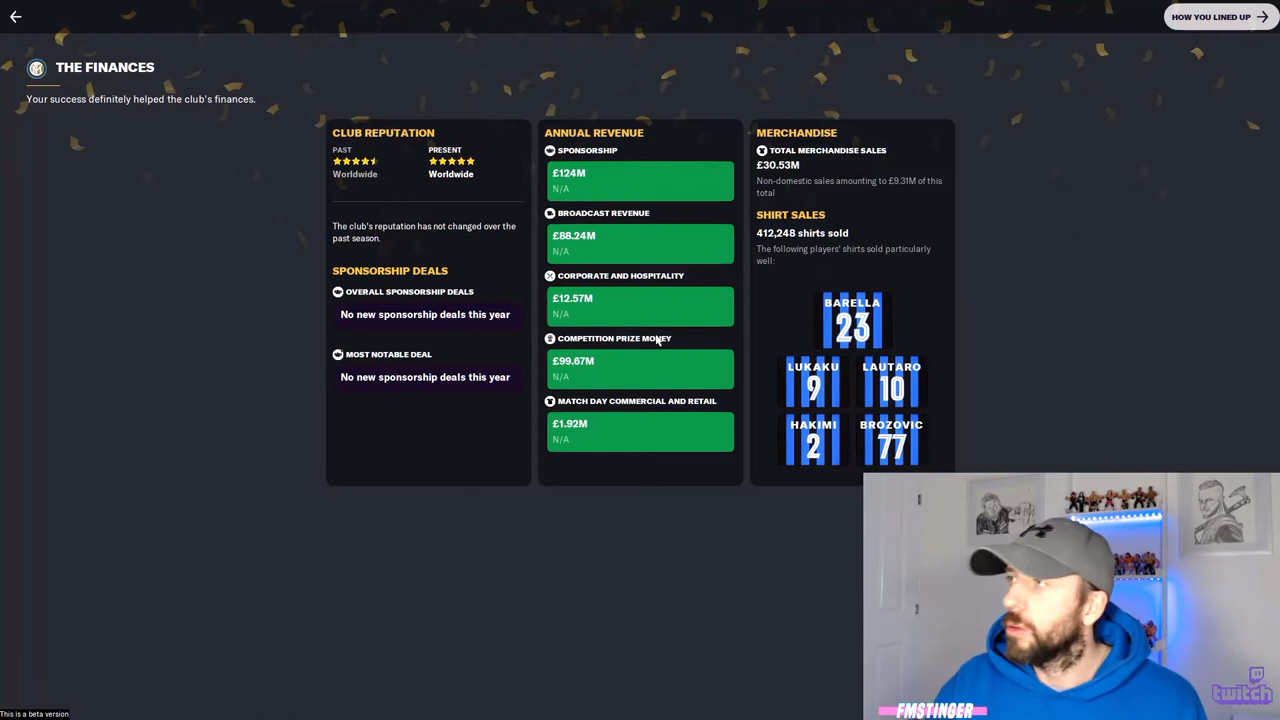 HOW YOU LINED UP
THE FINANCES
Your success definitely helped the club's finances.
CLUB REPUTATION
PAST
PRESENT
Worldwide
Worldwide
The club's reputation has not changed over the
past season.
SPONSORSHIP DEALS
OVERALL SPONSORSHIP DEALS
No new sponsorship deals this year
MOST NOTABLE DEAL
No new sponsorship deals this year
ANNUAL REVENUE
SPONSORSHIP
£124M
N/A
BROADCAST REVENUE
£88.24M
N/A
CORPORATE AND HOSPITALITY
£12.57M
N/A
COMPETITION PRIZE MONEY
£99.67M
N/A
MATCH DAY COMMERCIAL AND RETAIL
£1.92M
N/A
MERCHANDISE
TOTAL MERCHANDISE SALES
£30.53M
Non-domestic sales amounting to £9.31M of this
total
SHIRT SALES
412,248 shirts sold
The following players' shirts sold particularly
well:
BARELLA
23
LUKAKU
9
LAUTARO
10
HAKIMI
2
BROZOVIC
77
This is a beta version
FMSTINGER
twitch